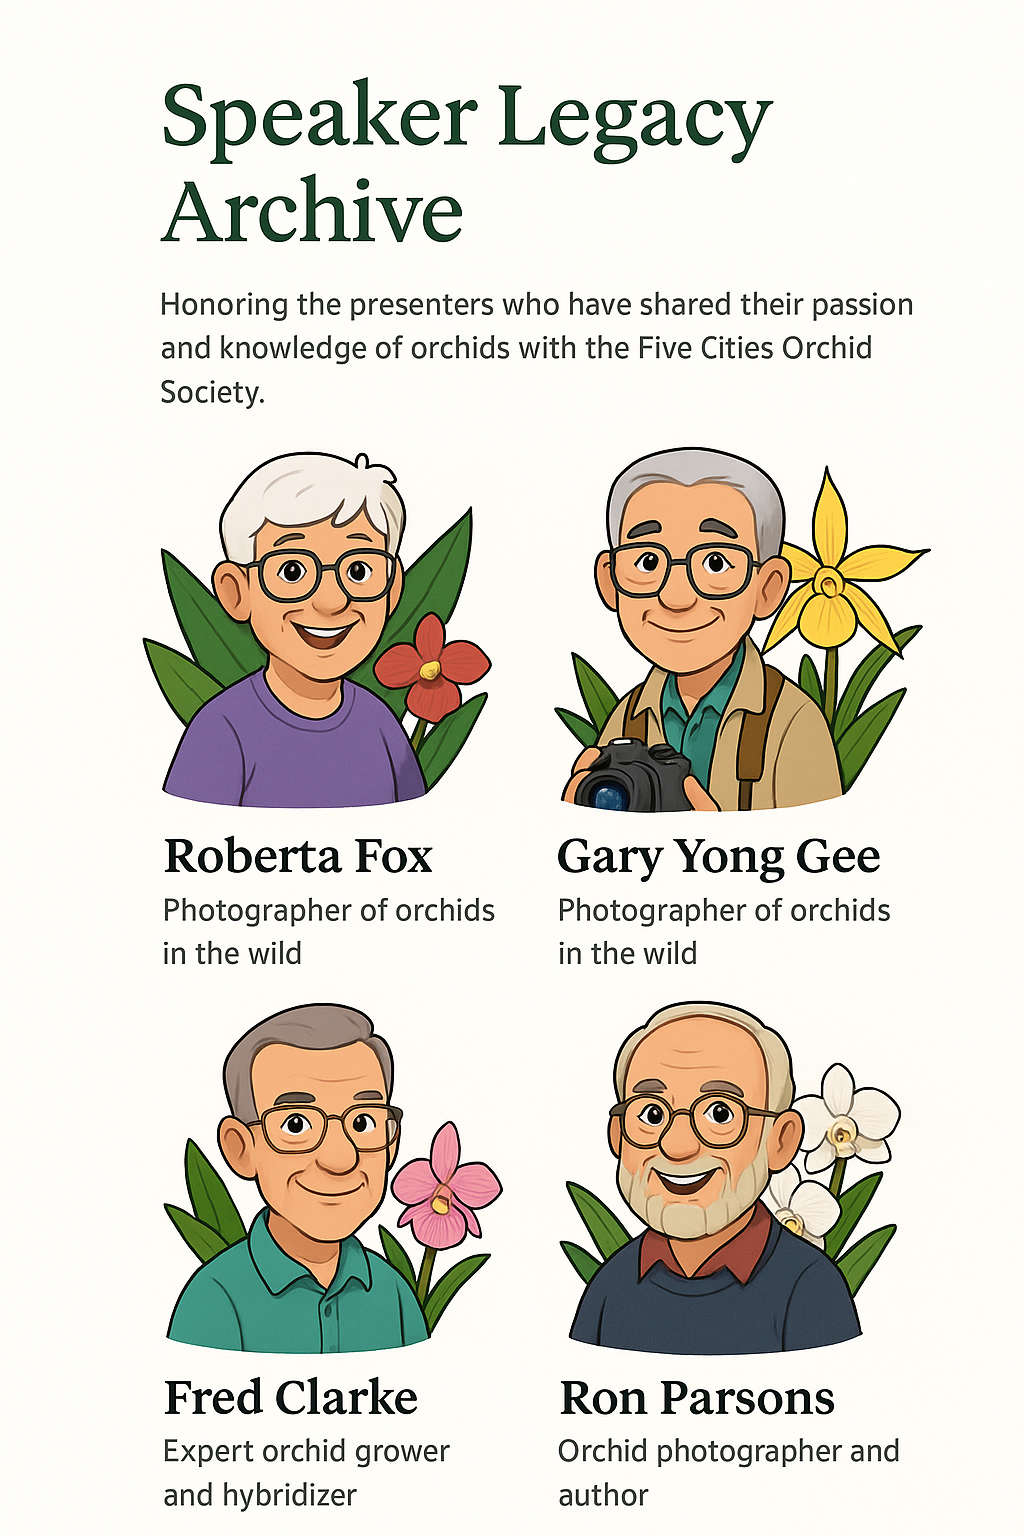 Speaker Legacy
Archive
Honoring the presenters who have shared their passion
and knowledge of orchids with the Five Cities Orchid
Society.
Roberta Fox
Photographer of orchids
in the wild
Gary Yong Gee
Photographer of orchids
in the wild
Fred Clarke
Expert orchid grower
and hybridizer
Ron Parsons
Orchid photographer and
author